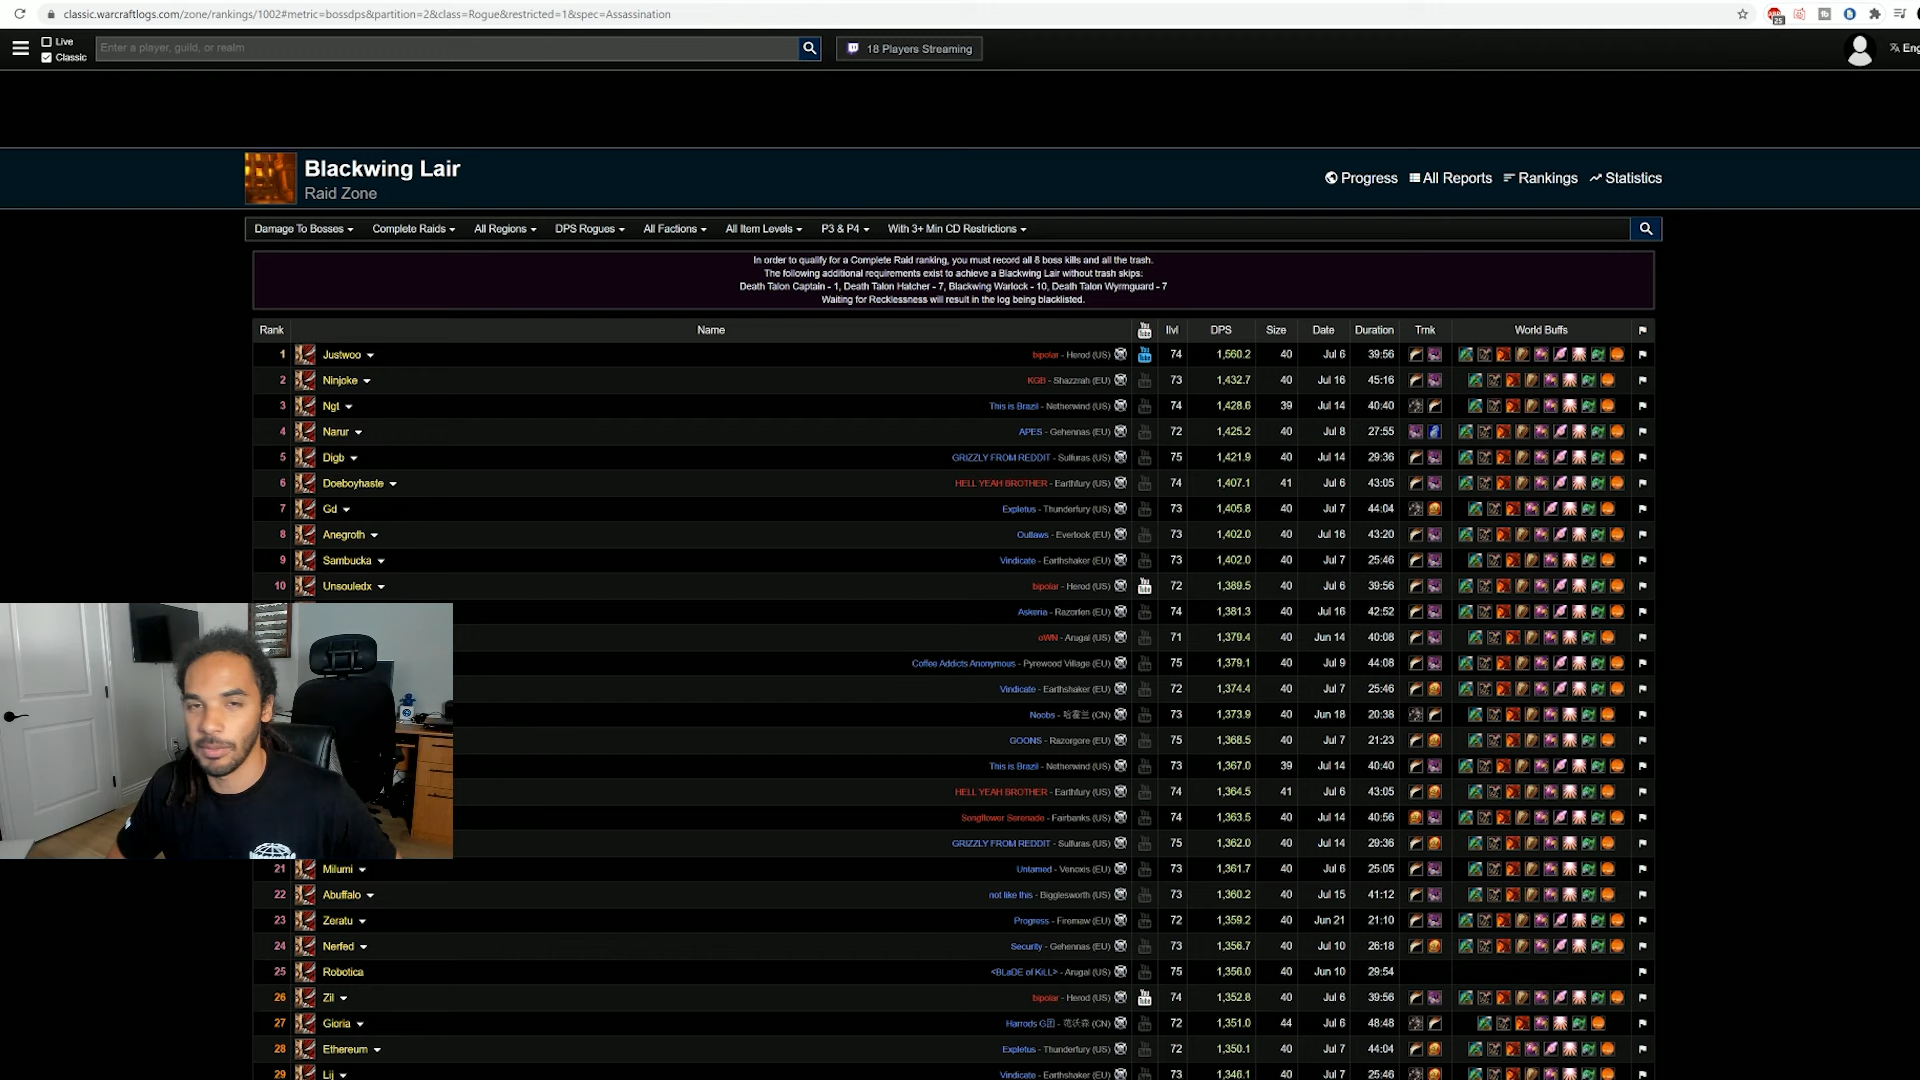 classic.warcraftlogs.com/zone/rankings/1002#metric=bossdps&partition=2&class=Rogue&restricted=1&spec=Assassination
Live
Classic
Enter a player, guild, or realm
18 Players Streaming
Eng
Blackwing Lair
Raid Zone
Progress All Reports Rankings Statistics
Damage To Bosses Complete Raids All Regions DPS Rogues All Factions All Item Levels P3 & P4 With 3+ Min CD Restrictions
In order to qualify for a Complete Raid ranking, you must record all 8 boss kills and all the trash.
The following additional requirements exist to achieve a Blackwing Lair without trash skips:
Death Talon Captain - 1, Death Talon Hatcher - 7, Blackwing Warlock - 10, Death Talon Wyrmguard - 7
Waiting for Recklessness will result in the log being blacklisted.
Rank Name Ilvl DPS Size Date Duration Trnk World Buffs
1 Justwoo bipolar - Herod (US) 74 1,560.2 40 Jul 6 39:56
2 Ninjoke KGB - Shazzrah (EU) 73 1,432.7 40 Jul 16 45:16
3 Ngt This is Brazil - Netherwind (US) 74 1,428.6 39 Jul 14 40:40
4 Narur APES - Gehennas (EU) 72 1,425.2 40 Jul 8 27:55
5 Digb GRIZZLY FROM REDDIT - Sulfuras (US) 75 1,421.9 40 Jul 14 29:36
6 Doeboyhaste HELL YEAH BROTHER - Earthfury (US) 74 1,407.1 41 Jul 6 43:05
7 Gd Expletus - Thunderfury (US) 73 1,405.8 40 Jul 7 44:04
8 Anegroth Outlaws - Everlook (EU) 73 1,402.0 40 Jul 16 43:20
9 Sambucka Vindicate - Earthshaker (EU) 73 1,402.0 40 Jul 7 25:46
10 Unsouledx bipolar - Herod (US) 72 1,389.5 40 Jul 6 39:56
Askeria - Razorfen (EU) 74 1,381.3 40 Jul 16 42:52
oWN - Arugal (US) 71 1,379.4 40 Jun 14 40:08
Coffee Addicts Anonymous - Pyrewood Village (EU) 75 1,379.1 40 Jul 9 44:08
Vindicate - Earthshaker (EU) 72 1,374.4 40 Jul 7 25:46
Noobs - 哈霍兰 (CN) 73 1,373.9 40 Jun 18 20:38
GOONS - Razorgore (EU) 75 1,368.5 40 Jul 7 21:23
This is Brazil - Netherwind (US) 73 1,367.0 39 Jul 14 40:40
HELL YEAH BROTHER - Earthfury (US) 74 1,364.5 41 Jul 6 43:05
Songflower Serenade - Fairbanks (US) 74 1,363.5 40 Jul 14 40:56
GRIZZLY FROM REDDIT - Sulfuras (US) 75 1,362.0 40 Jul 14 29:36
21 Milumi Untamed - Venoxis (EU) 73 1,361.7 40 Jul 6 25:05
22 Abuffalo not like this - Bigglesworth (US) 73 1,360.2 40 Jul 15 41:12
23 Zeratu Progress - Firemaw (EU) 72 1,359.2 40 Jun 21 21:10
24 Nerfed Security - Gehennas (EU) 73 1,356.7 40 Jul 10 26:18
25 Robotica <BLaDE of KiLL> - Arugal (US) 75 1,356.0 40 Jun 10 29:54
26 Zil bipolar - Herod (US) 74 1,352.8 40 Jul 6 39:56
27 Gioria Harrods G团 - 范沃森 (CN) 72 1,351.0 44 Jul 6 48:48
28 Ethereum Expletus - Thunderfury (US) 72 1,350.1 40 Jul 7 44:04
29 Lij Vindicate - Earthshaker (EU) 73 1,346.1 40 Jul 7 25:46